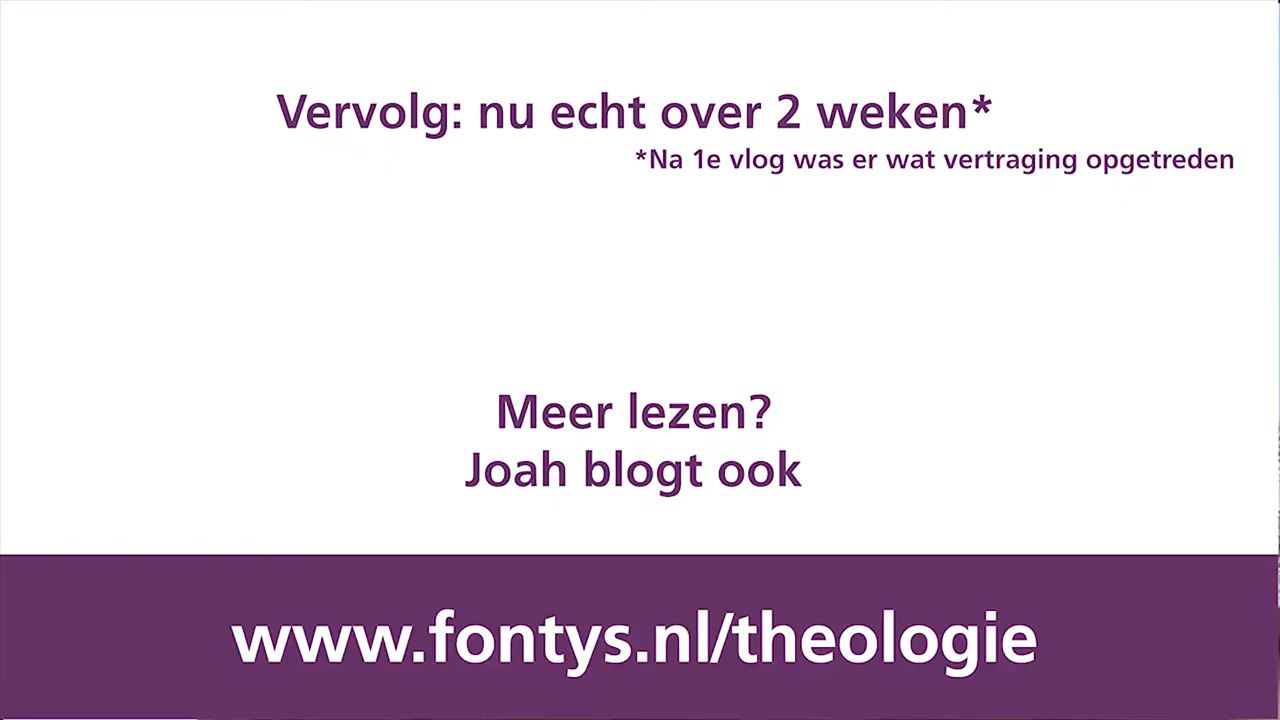 Vervolg: nu echt over 2 weken*
*Na 1e vlog was er wat vertraging opgetreden
Meer lezen?
Joah blogt ook
www.fontys.nl/theologie